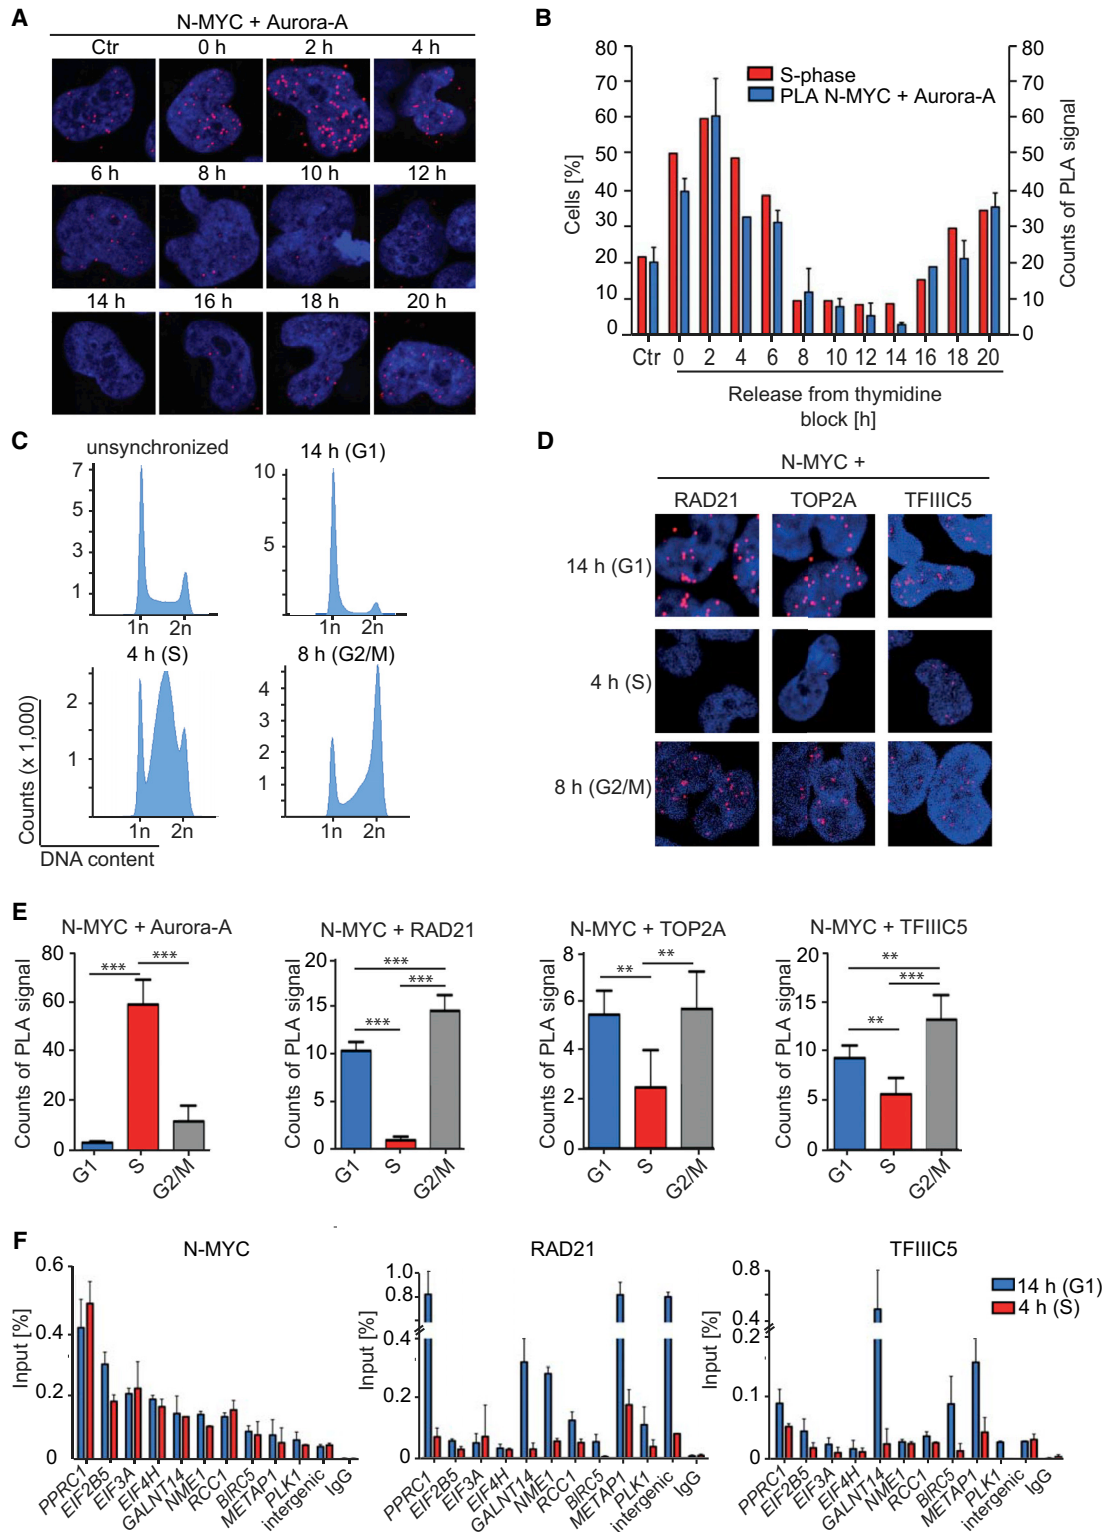 A
N-MYC + Aurora-A
Ctr 0 h 2 h 4 h
6 h 8 h 10 h 12 h
14 h 16 h 18 h 20 h
B
80 80
70 70
60 60
50 50
40 40
30 30
20 20
10 10
0 0
Cells [%]
Counts of PLA signal
S-phase
PLA N-MYC + Aurora-A
Ctr 0 2 4 6 8 10 12 14 16 18 20
Release from thymidine
block [h]
C
unsynchronized
7
5
3
1
1n 2n
14 h (G1)
10
5
1n 2n
4 h (S)
2
1
1n 2n
8 h (G2/M)
4
3
2
1
1n 2n
Counts (x 1,000)
DNA content
D
N-MYC +
RAD21 TOP2A TFIIIC5
14 h (G1)
4 h (S)
8 h (G2/M)
E
N-MYC + Aurora-A
Counts of PLA signal
80
60
40
20
0
*** ***
G1 S G2/M
N-MYC + RAD21
Counts of PLA signal
20
15
10
5
0
***
***
***
G1 S G2/M
N-MYC + TOP2A
Counts of PLA signal
8
6
4
2
0
** **
G1 S G2/M
N-MYC + TFIIIC5
Counts of PLA signal
20
15
10
5
0
**
***
**
G1 S G2/M
F
N-MYC
Input [%]
0.6
0.4
0.2
0
PPRC1 EIF2B5 EIF3A EIF4H GALNT14 NME1 RCC1 BIRC5 METAP1 PLK1 intergenic IgG
RAD21
Input [%]
1.0
0.8
0.4
0.2
0
PPRC1 EIF2B5 EIF3A EIF4H GALNT14 NME1 RCC1 BIRC5 METAP1 PLK1 intergenic IgG
TFIIIC5
Input [%]
0.8
0.4
0.2
0.1
0
14 h (G1)
4 h (S)
PPRC1 EIF2B5 EIF3A EIF4H GALNT14 NME1 RCC1 BIRC5 METAP1 PLK1 intergenic IgG